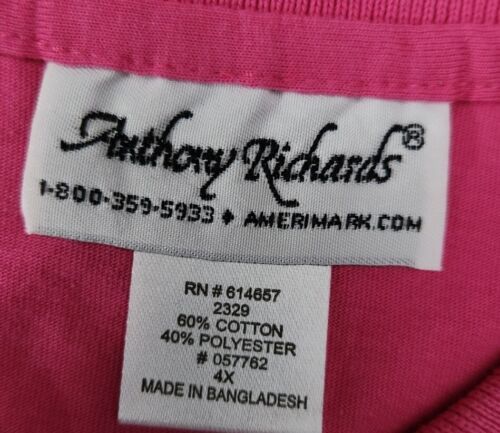 Anthony Richards®
1-800-359-5933 ♦ AMERIMARK.COM
RN # 614657
2329
60% COTTON
40% POLYESTER
# 057762
4X
MADE IN BANGLADESH